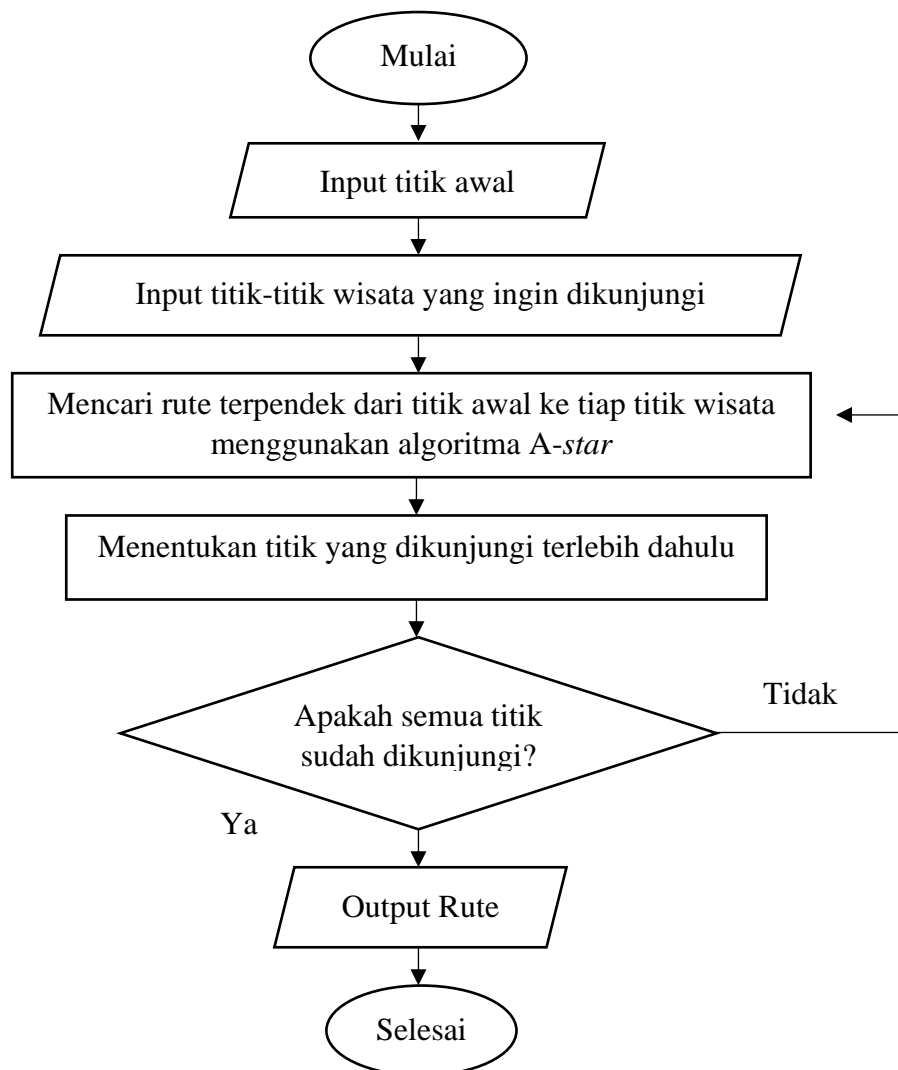 Mulai
Input titik awal
Input titik-titik wisata yang ingin dikunjungi
Mencari rute terpendek dari titik awal ke tiap titik wisata
menggunakan algoritma A-star
Menentukan titik yang dikunjungi terlebih dahulu
Tidak
Apakah semua titik
sudah dikunjungi?
Ya
Output Rute
Selesai